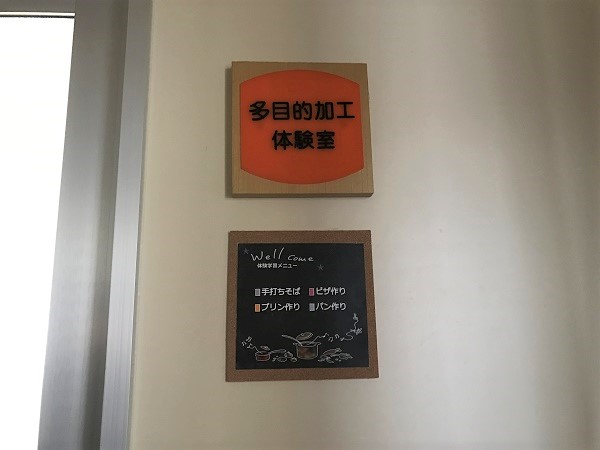 多目的加工
体験室
Well come
体験学習メニュー
手打ちそば ピザ作り
プリン作り パン作り